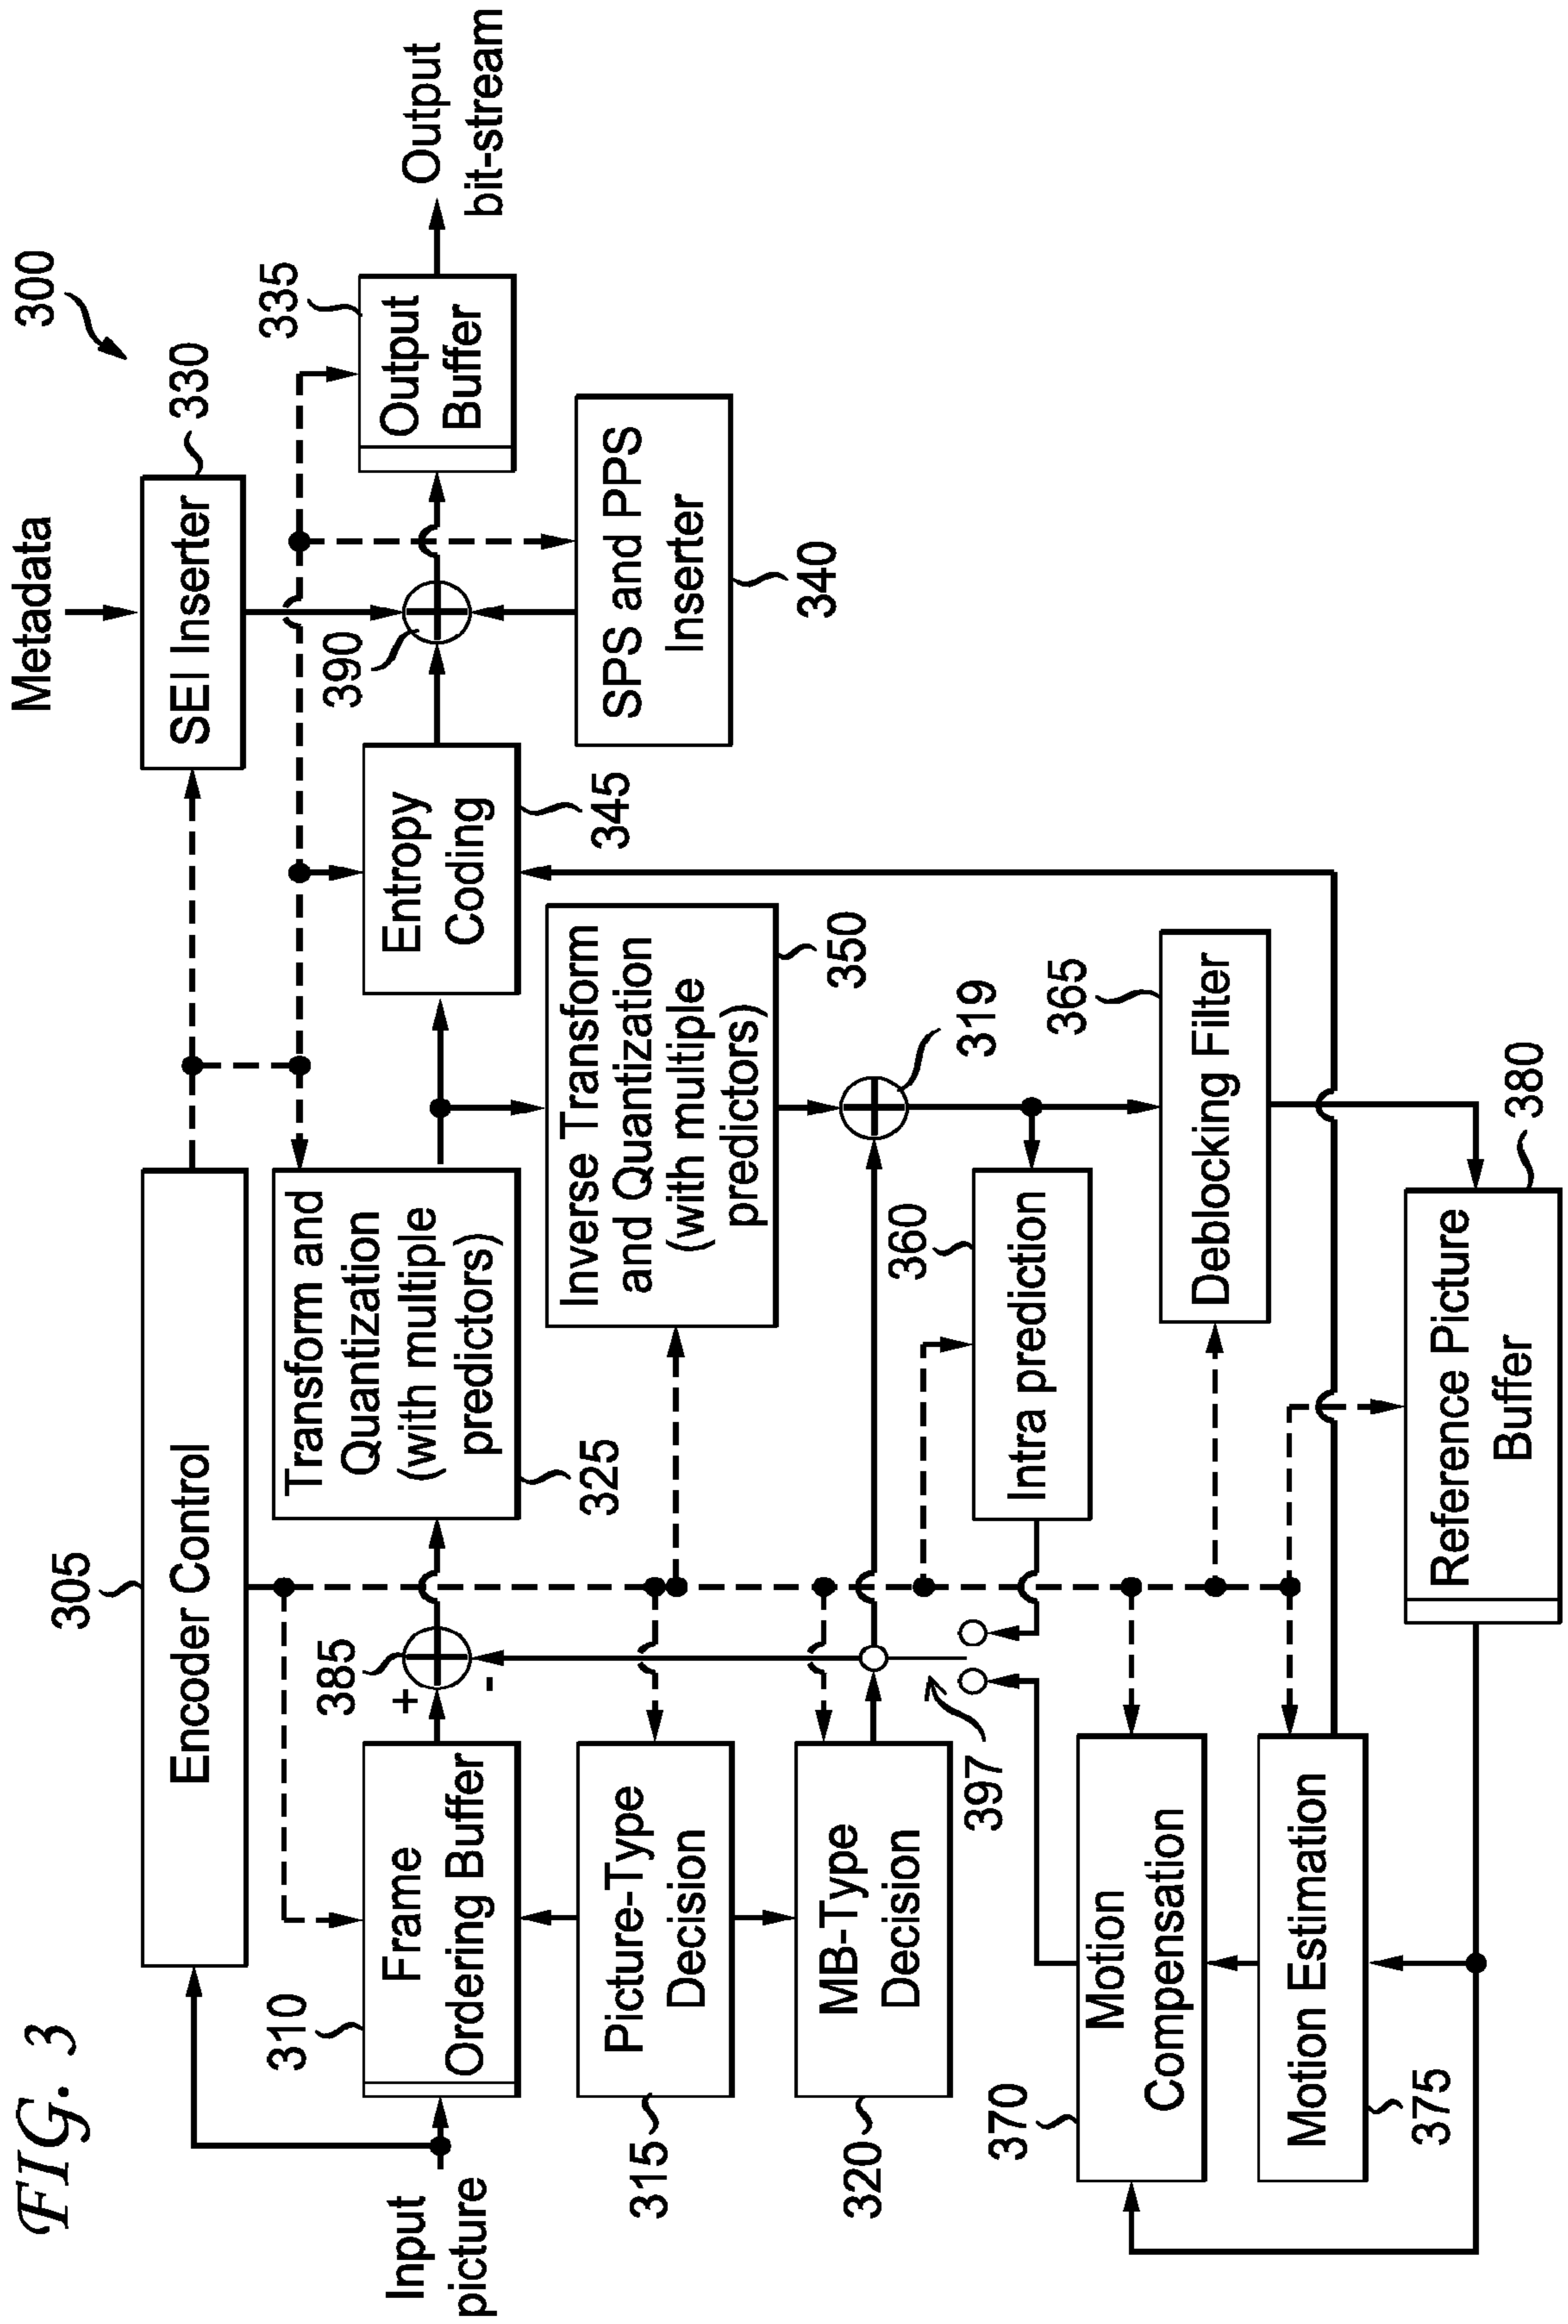 FIG. 3
300
Metadata
305
Encoder Control
SEI Inserter
330
Input
picture
310
Frame
Ordering Buffer
+
-
385
Transform and
Quantization
(with multiple
predictors)
325
Entropy
Coding
345
390
335
Output
Buffer
Output
bit-stream
315
Picture-Type
Decision
Inverse Transform
and Quantization
(with multiple
predictors)
350
SPS and PPS
Inserter
340
320
MB-Type
Decision
319
397
360
Intra prediction
370
Motion
Compensation
365
Deblocking Filter
Motion Estimation
375
380
Reference Picture
Buffer